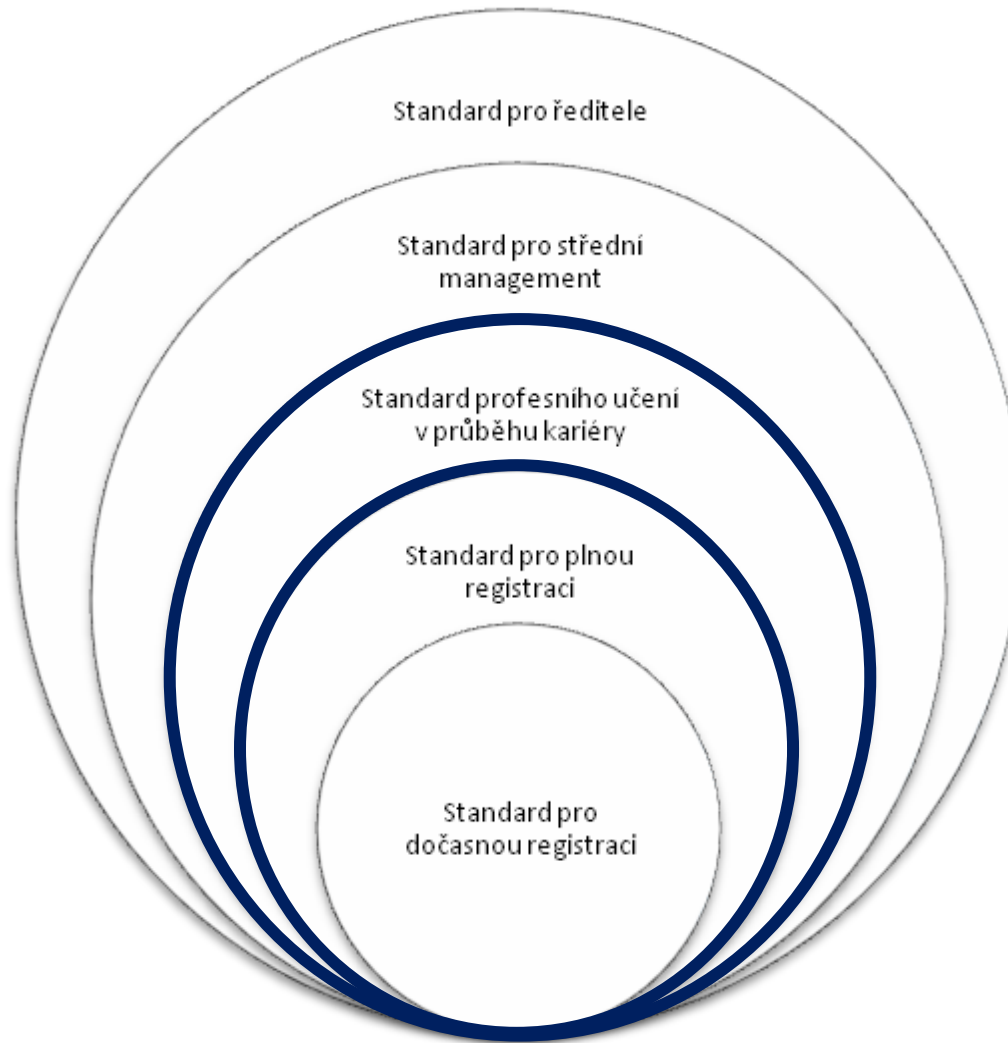 Standard pro ředitele
Standard pro střední
management
Standard profesního učení
v průběhu kariéry
Standard pro plnou
registraci
Standard pro
dočasnou registraci